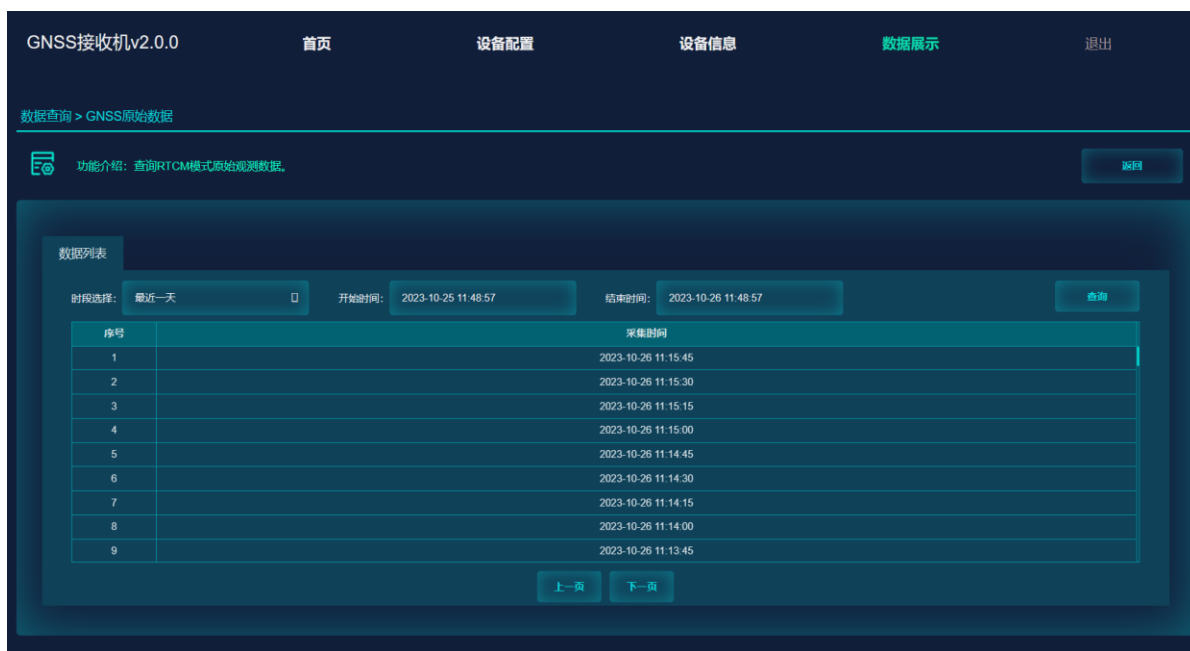 GNSS接收机v2.0.0 首页 设备配置 设备信息 数据展示 退出
数据查询 > GNSS原始数据
功能介绍：查询RTCM模式原始观测数据。 返回
数据列表
时段选择： 最近一天 开始时间： 2023-10-25 11:48:57 结束时间： 2023-10-26 11:48:57 查询
序号 采集时间
1 2023-10-26 11:15:45
2 2023-10-26 11:15:30
3 2023-10-26 11:15:15
4 2023-10-26 11:15:00
5 2023-10-26 11:14:45
6 2023-10-26 11:14:30
7 2023-10-26 11:14:15
8 2023-10-26 11:14:00
9 2023-10-26 11:13:45
上一页 下一页